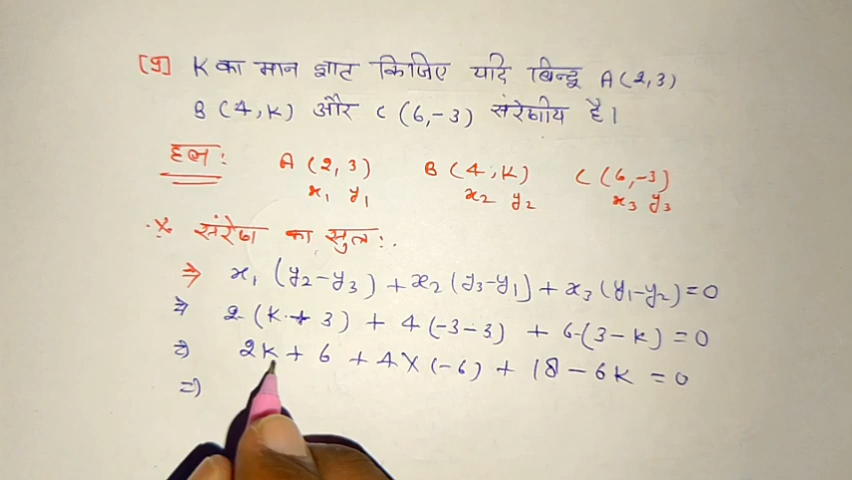 [9] K का मान ज्ञात किजिए यदि बिन्दू A(2,3)
B (4,K) और C (6,-3) संरेखीय है।
हल: A (2,3) B (4,K) C (6,-3)
x₁ y₁ x₂ y₂ x₃ y₃
संरेख का सुत्र:.
⇒ x₁ (y₂-y₃) + x₂ (y₃-y₁) + x₃ (y₁-y₂) = 0
⇒ 2 (K + 3) + 4 (-3-3) + 6 (3-K) = 0
⇒ 2K + 6 + 4 × (-6) + 18 - 6K = 0
⇒